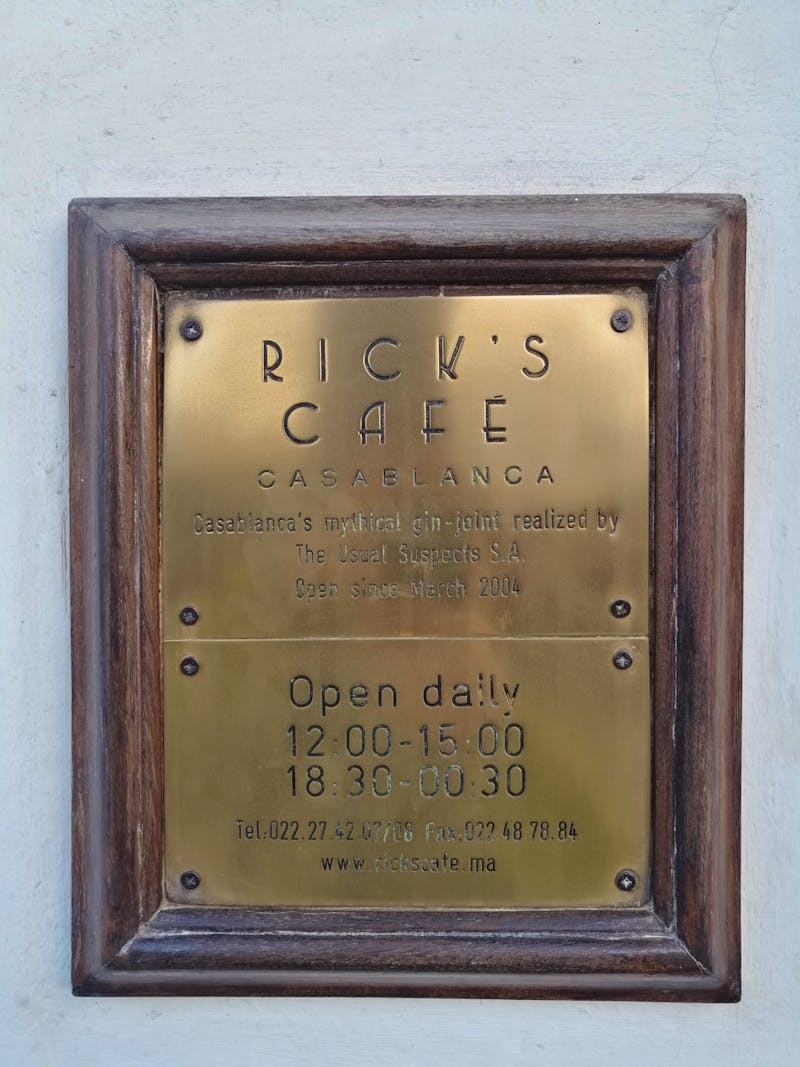 RICK'S
CAFÉ
CASABLANCA
Casablanca's mythical gin-joint realized by
The Usual Suspects S.A.
Open since March 2004
Open daily
12:00-15:00
18:30-00:30
Tel:022.27.42.07/08 Fax:022.48.78.84
www.rickscafe.ma